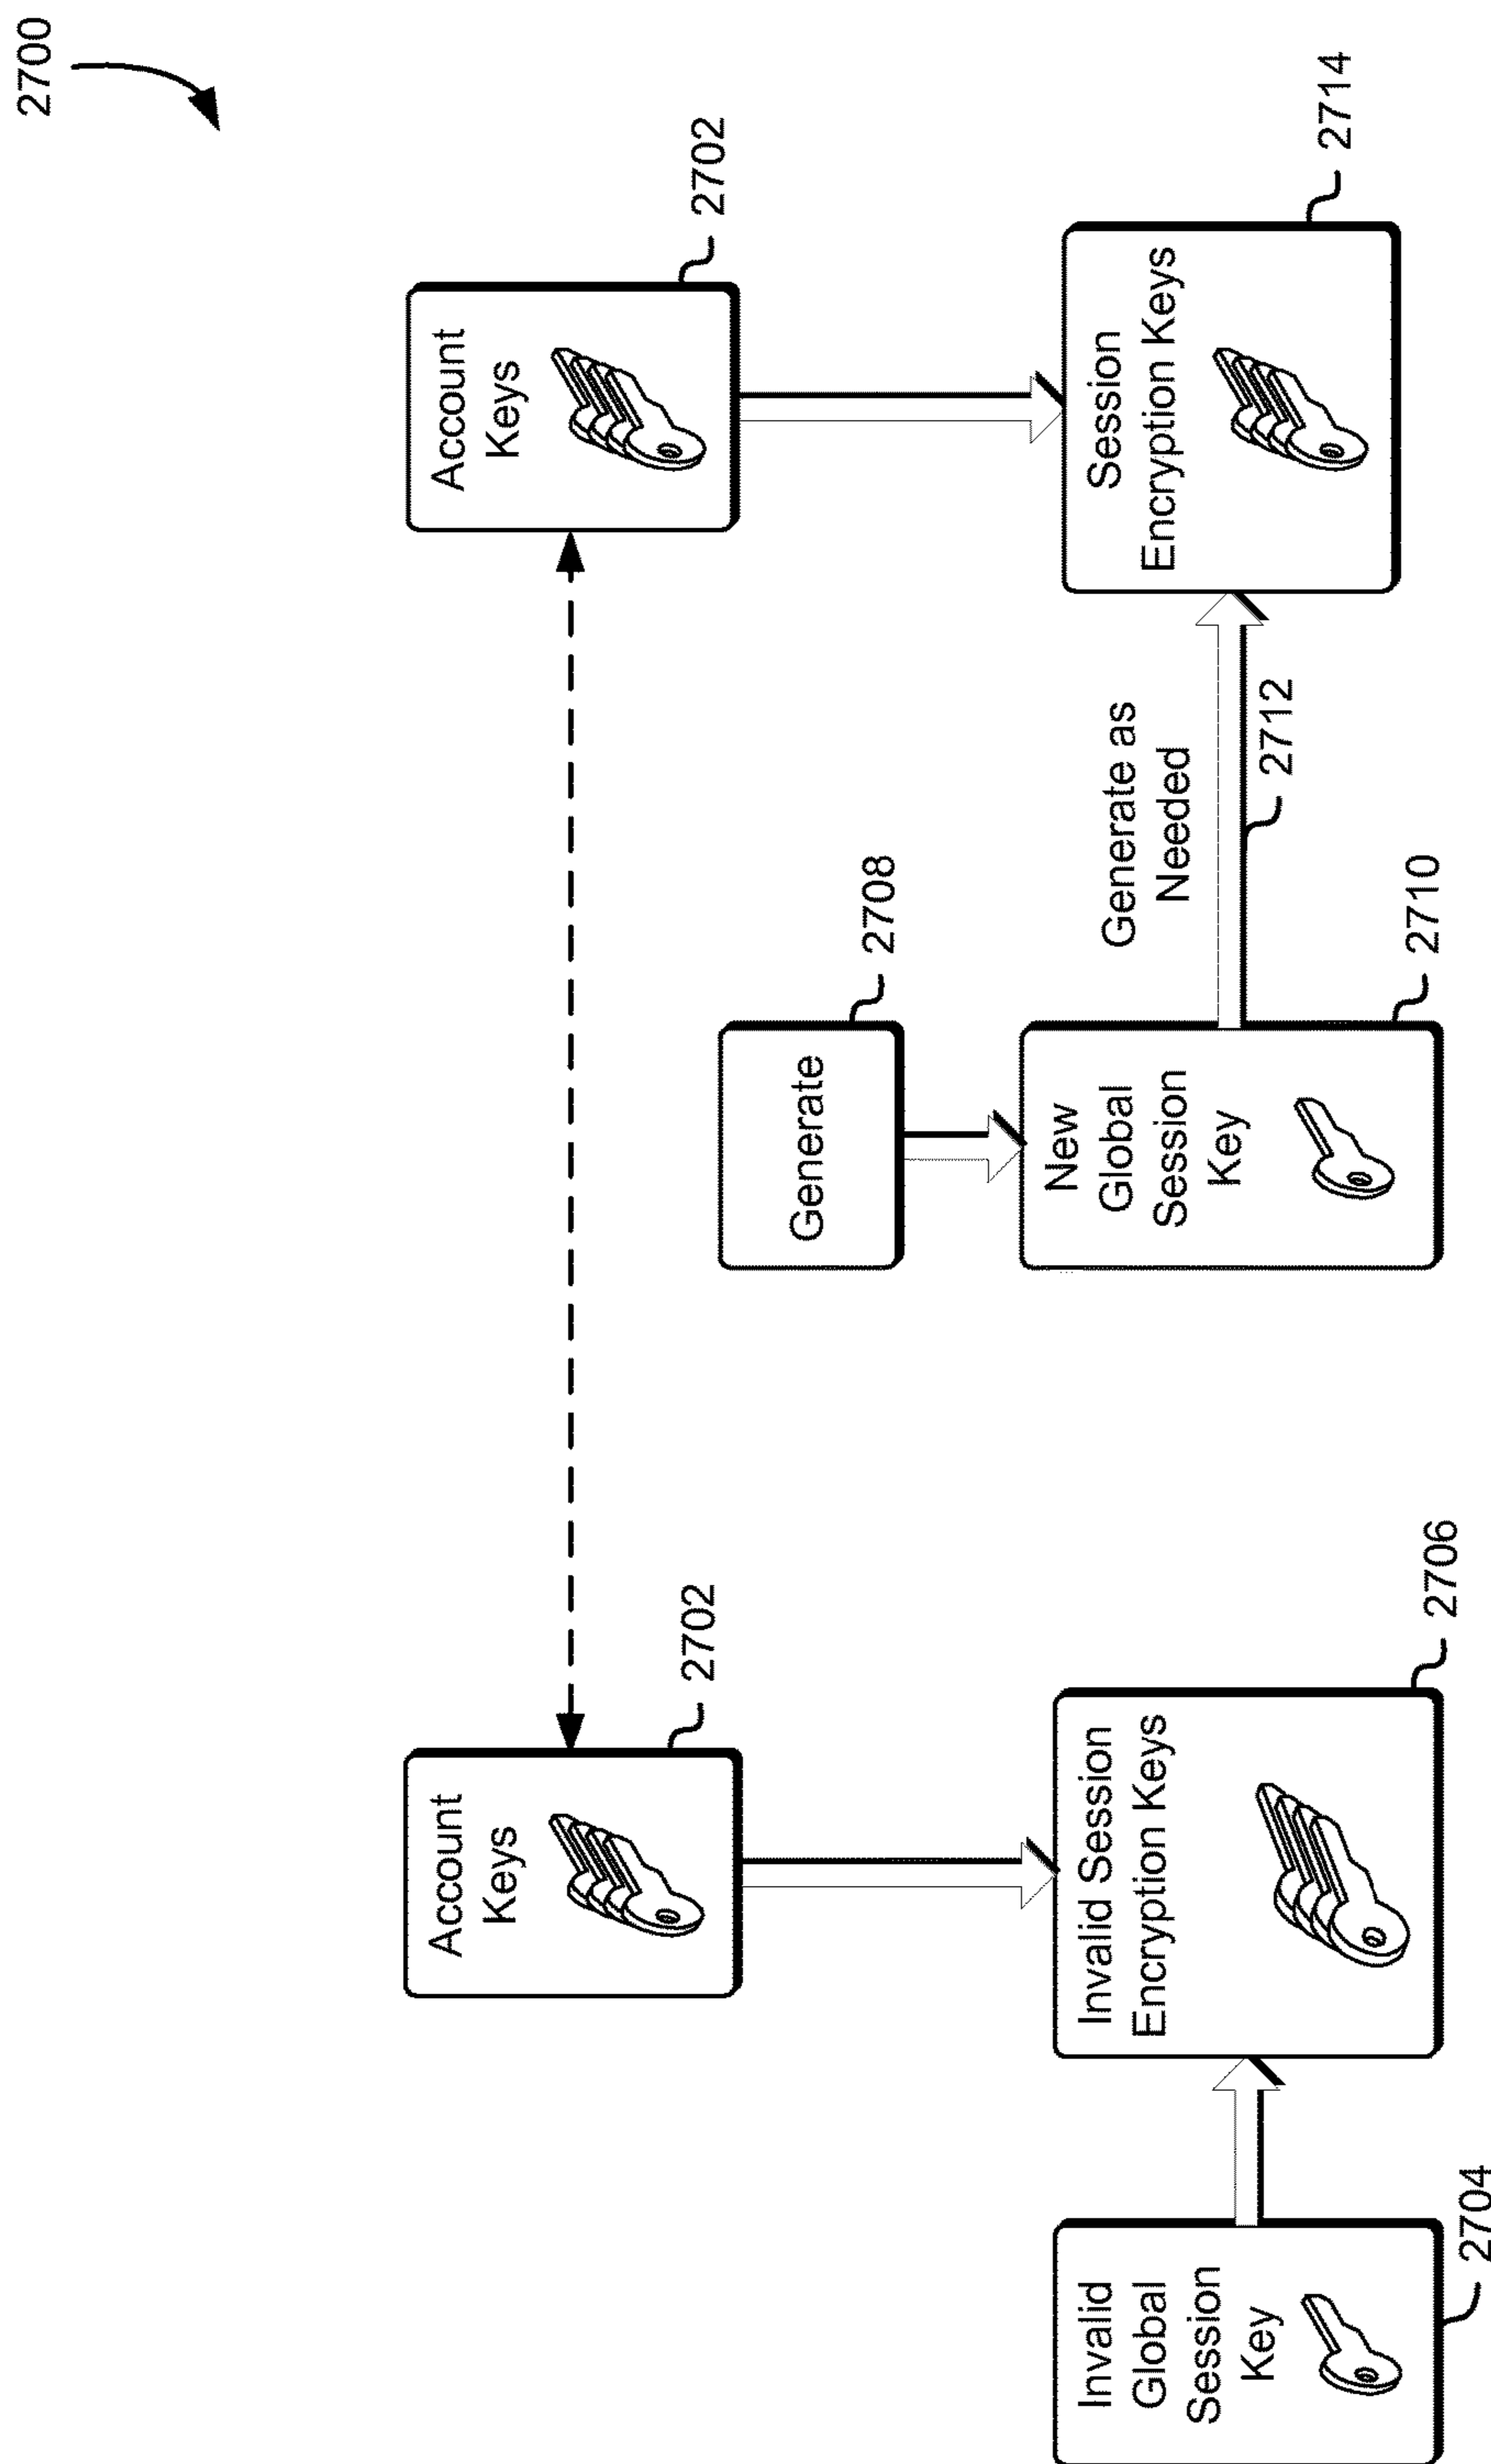 2700
Account
Keys
2702
Account
Keys
2702
Generate
2708
Invalid
Global
Session
Key
2704
Invalid Session
Encryption Keys
2706
New
Global
Session
Key
2710
Generate as
Needed
2712
Session
Encryption Keys
2714